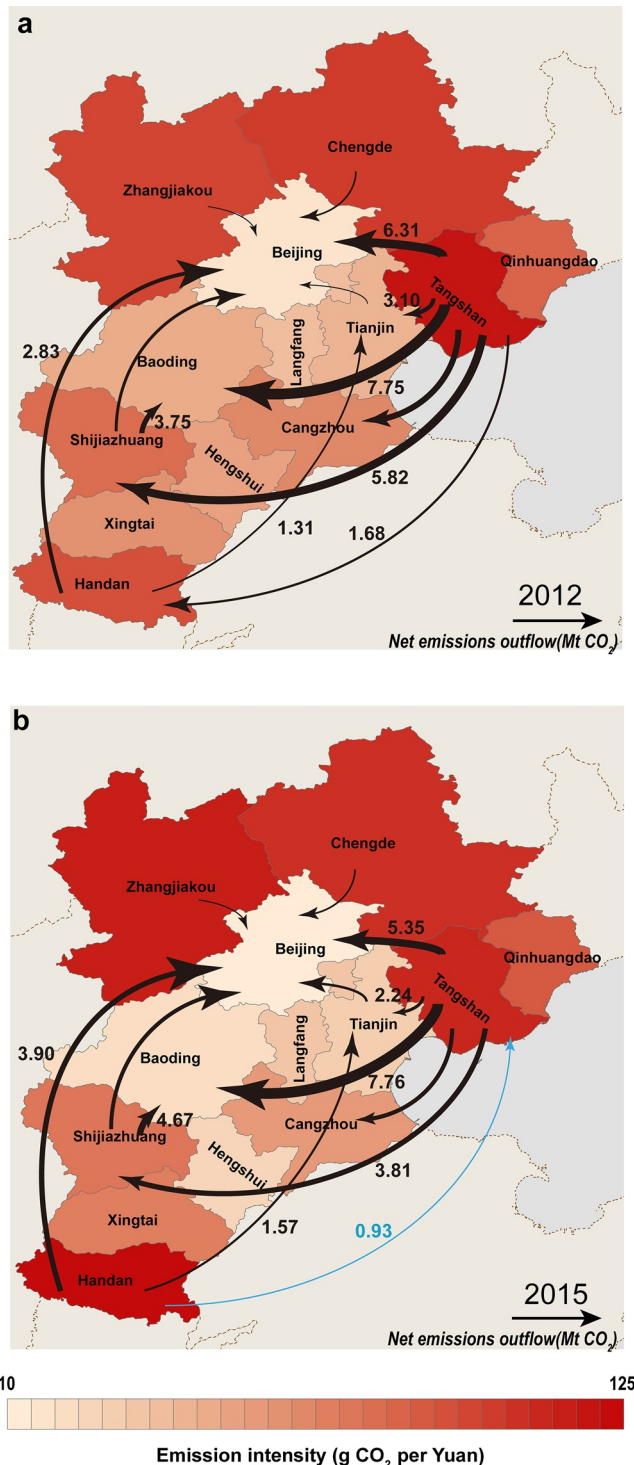 a
Chengde
Zhangjiakou
6.31
Beijing
Qinhuangdao
Tangshan
3.10
Tianjin
2.83
Langfang
Baoding
7.75
3.75
Cangzhou
Shijiazhuang
Hengshui
5.82
Xingtai
1.31
1.68
Handan
2012
Net emissions outflow(Mt CO₂)
b
Chengde
Zhangjiakou
5.35
Beijing
Qinhuangdao
Tangshan
2.24
Tianjin
3.90
Langfang
Baoding
7.76
4.67
Cangzhou
Shijiazhuang
Hengshui
3.81
Xingtai
1.57
0.93
Handan
2015
Net emissions outflow(Mt CO₂)
10 125
Emission intensity (g CO₂ per Yuan)